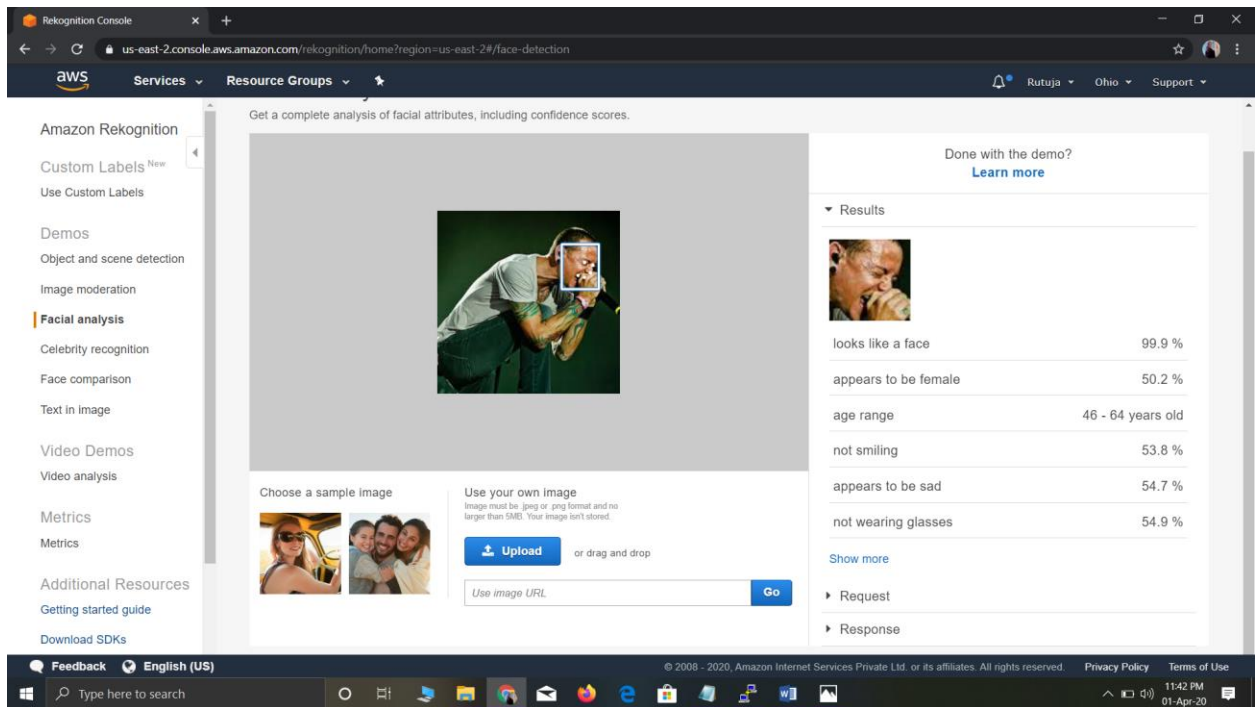 Rekognition Console
us-east-2.console.aws.amazon.com/rekognition/home?region=us-east-2#/face-detection
aws Services Resource Groups Rutuja Ohio Support
Amazon Rekognition
Custom Labels New
Use Custom Labels
Demos
Object and scene detection
Image moderation
Facial analysis
Celebrity recognition
Face comparison
Text in image
Video Demos
Video analysis
Metrics
Metrics
Additional Resources
Getting started guide
Download SDKs
Get a complete analysis of facial attributes, including confidence scores.
Choose a sample image
Use your own image
Image must be .jpeg or .png format and no
larger than 5MB. Your image isn't stored.
Upload or drag and drop
Use image URL Go
Done with the demo?
Learn more
Results
looks like a face 99.9 %
appears to be female 50.2 %
age range 46 - 64 years old
not smiling 53.8 %
appears to be sad 54.7 %
not wearing glasses 54.9 %
Show more
Request
Response
Feedback English (US) © 2008 - 2020, Amazon Internet Services Private Ltd. or its affiliates. All rights reserved. Privacy Policy Terms of Use
Type here to search
11:42 PM
01-Apr-20